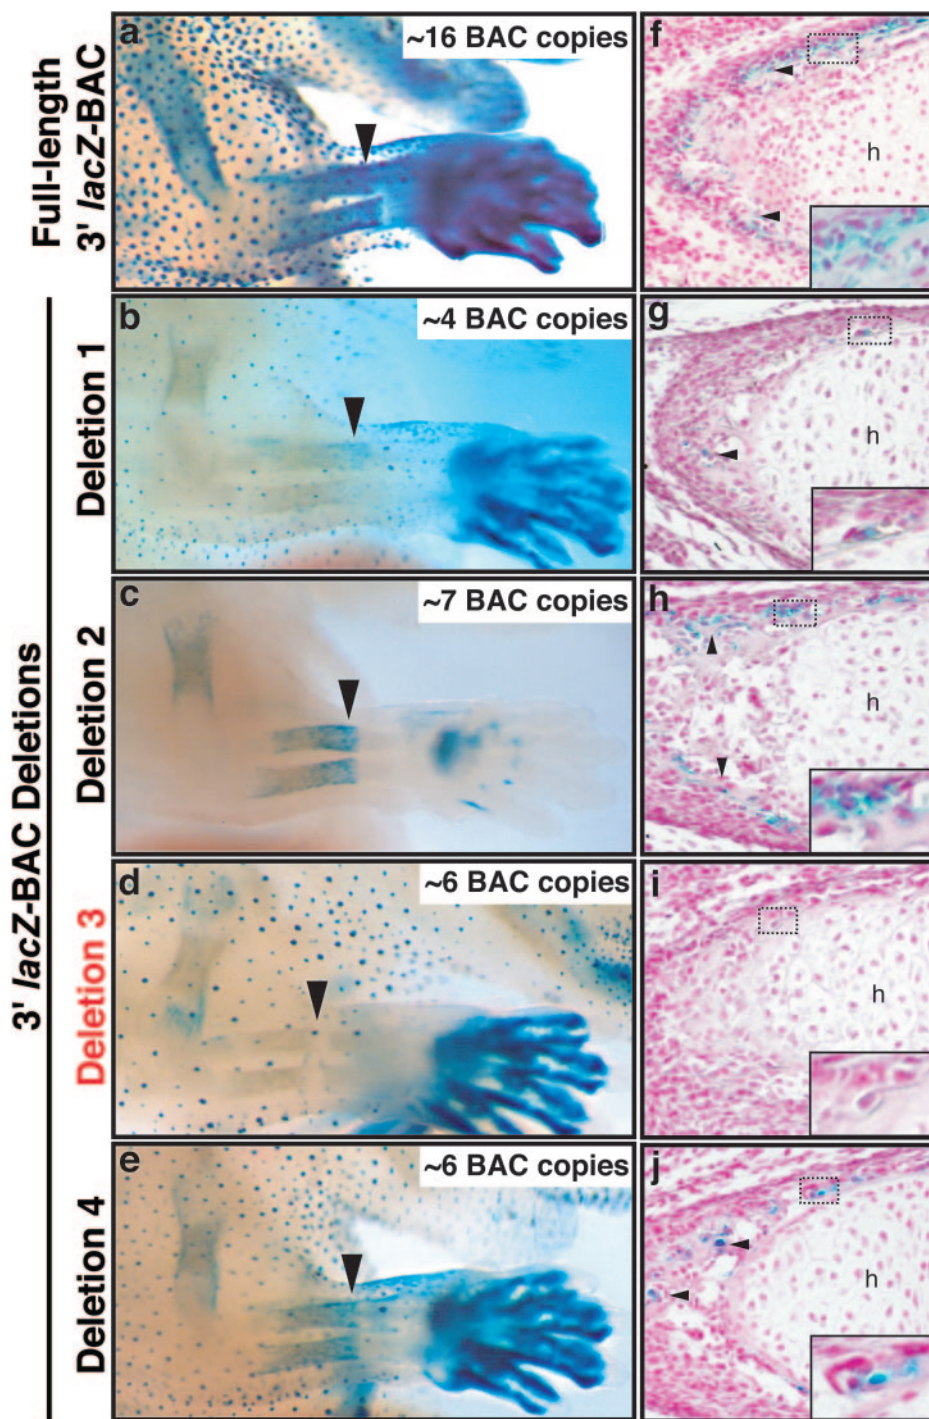 Full-length
3' lacZ-BAC
a
~16 BAC copies
f
h
3' lacZ-BAC Deletions
Deletion 1
b
~4 BAC copies
g
h
Deletion 2
c
~7 BAC copies
h
h
Deletion 3
d
~6 BAC copies
i
h
Deletion 4
e
~6 BAC copies
j
h